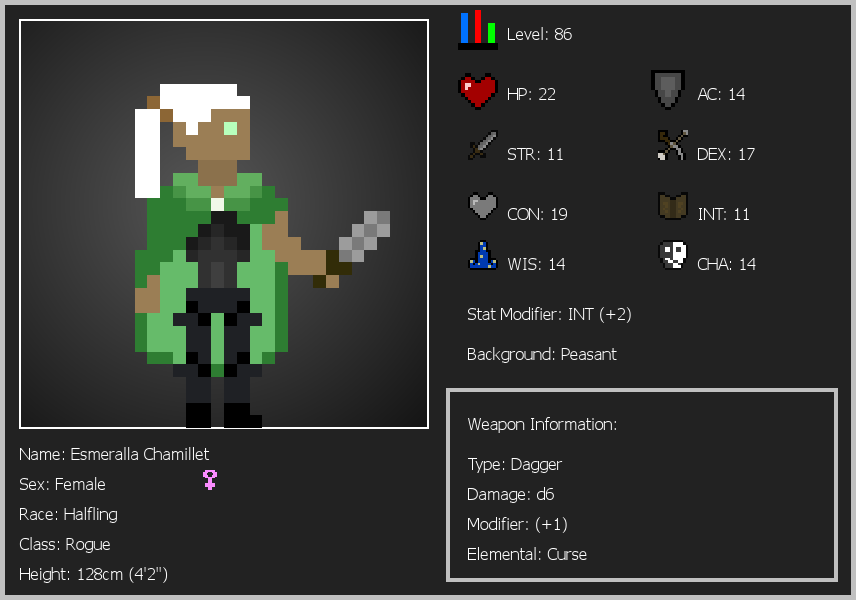 Level: 86
HP: 22
AC: 14
STR: 11
DEX: 17
CON: 19
INT: 11
WIS: 14
CHA: 14
Stat Modifier: INT (+2)
Background: Peasant
Weapon Information:
Type: Dagger
Damage: d6
Modifier: (+1)
Elemental: Curse
Name: Esmeralla Chamillet
Sex: Female
Race: Halfling
Class: Rogue
Height: 128cm (4'2")